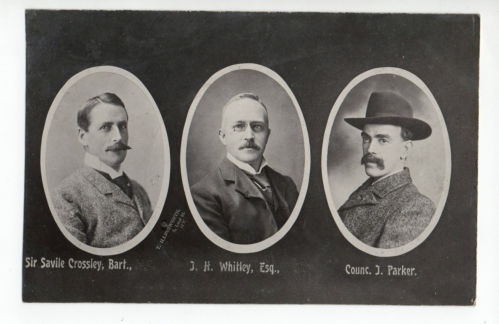 Sir Savile Crossley, Bart.,
J. H. Whitley, Esq.,
Counc. J. Parker.